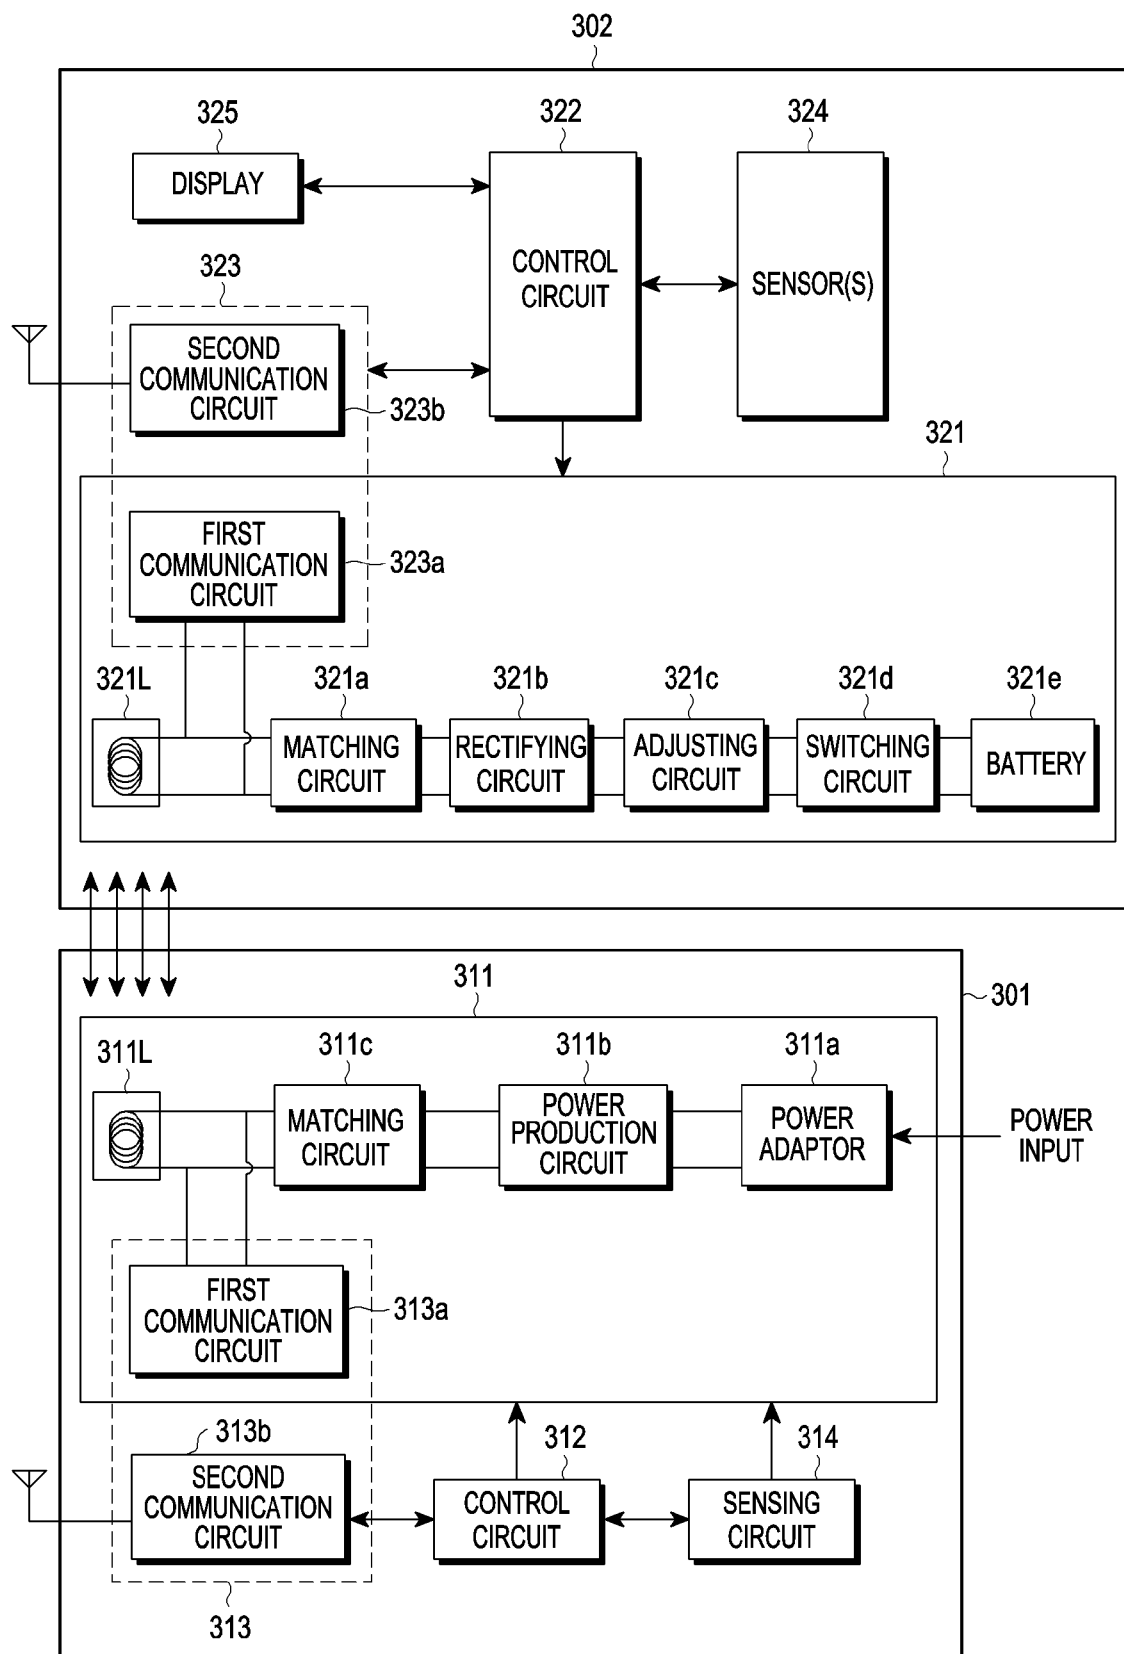 302
325
322
324
DISPLAY
CONTROL
CIRCUIT
SENSOR(S)
323
SECOND
COMMUNICATION
CIRCUIT
323b
321
FIRST
COMMUNICATION
CIRCUIT
323a
321L
321a
321b
321c
321d
321e
MATCHING
CIRCUIT
RECTIFYING
CIRCUIT
ADJUSTING
CIRCUIT
SWITCHING
CIRCUIT
BATTERY
311
301
311L
311c
311b
311a
MATCHING
CIRCUIT
POWER
PRODUCTION
CIRCUIT
POWER
ADAPTOR
POWER
INPUT
FIRST
COMMUNICATION
CIRCUIT
313a
313b
312
314
SECOND
COMMUNICATION
CIRCUIT
CONTROL
CIRCUIT
SENSING
CIRCUIT
313